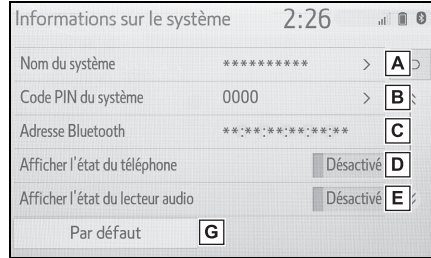 Informations sur le système 2:26
Nom du système ********** > A
Code PIN du système 0000 > B
Adresse Bluetooth **:**:**:**:**:** C
Afficher l'état du téléphone Désactivé D
Afficher l'état du lecteur audio Désactivé E
Par défaut G